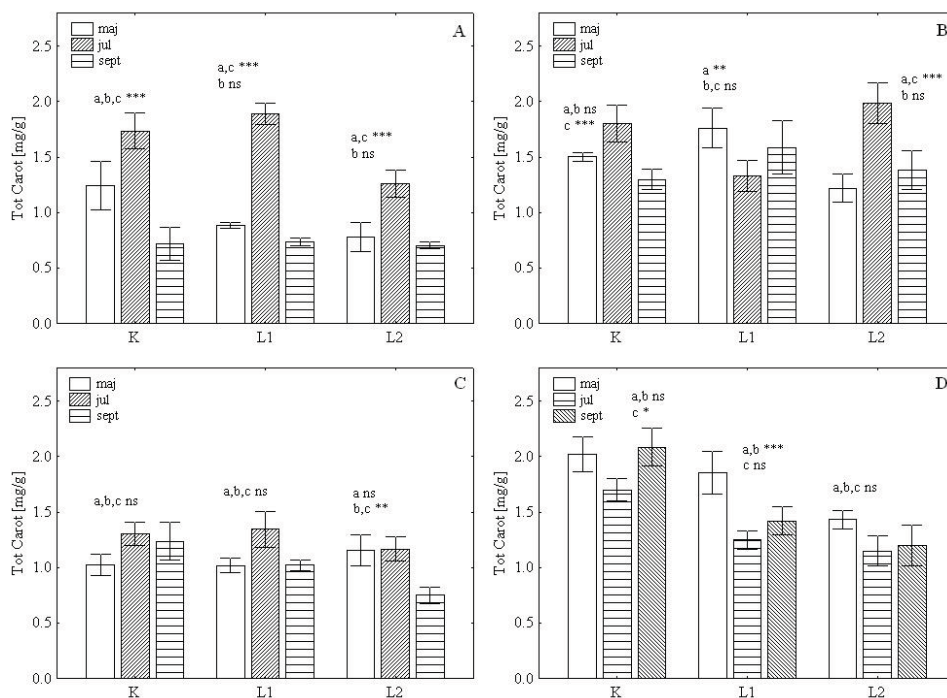 A
maj
jul
sept
a,b,c ***
a,c ***
b ns
a,c ***
b ns
Tot Carot [mg/g]
2.5
2.0
1.5
1.0
0.5
0.0
K L1 L2
B
maj
jul
sept
a,b ns
c ***
a **
b,c ns
a,c ***
b ns
Tot Carot [mg/g]
2.5
2.0
1.5
1.0
0.5
0.0
K L1 L2
C
maj
jul
sept
a,b,c ns
a,b,c ns
a ns
b,c **
Tot Carot [mg/g]
2.5
2.0
1.5
1.0
0.5
0.0
K L1 L2
D
maj
jul
sept
a,b ns
c *
a,b ***
c ns
a,b,c ns
Tot Carot [mg/g]
2.5
2.0
1.5
1.0
0.5
0.0
K L1 L2